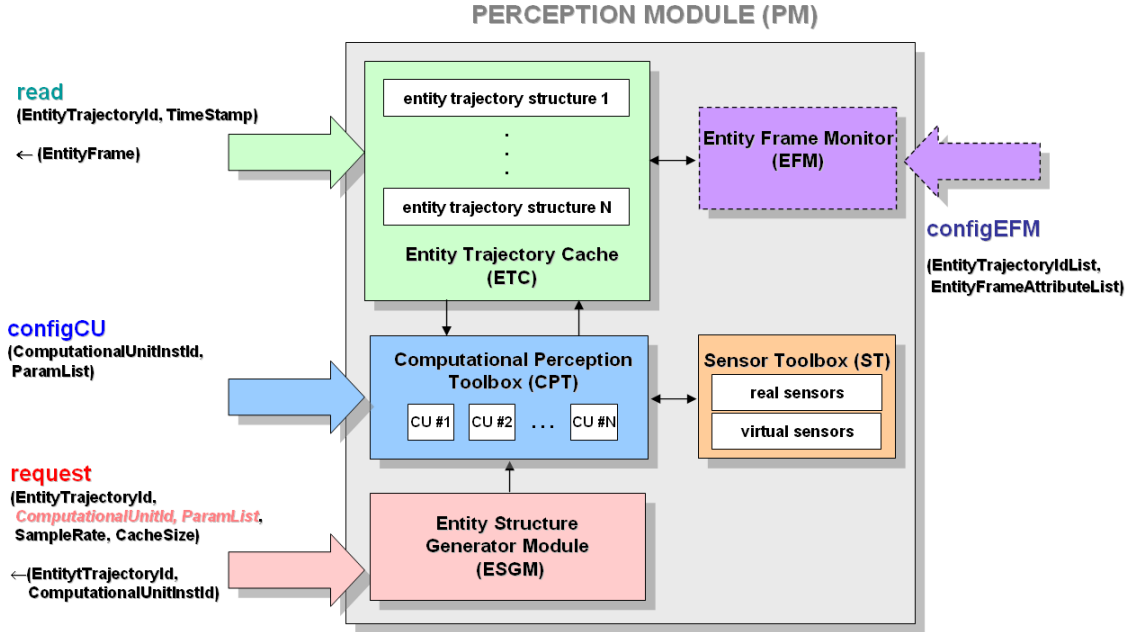 PERCEPTION MODULE (PM)
read
(EntityTrajectoryId, TimeStamp)
← (EntityFrame)
entity trajectory structure 1
.
.
.
entity trajectory structure N
Entity Trajectory Cache
(ETC)
Entity Frame Monitor
(EFM)
configEFM
(EntityTrajectoryIdList,
EntityFrameAttributeList)
configCU
(ComputationalUnitInstId,
ParamList)
Computational Perception
Toolbox (CPT)
CU #1 CU #2 ... CU #N
Sensor Toolbox (ST)
real sensors
virtual sensors
request
(EntityTrajectoryId,
ComputationalUnitId, ParamList,
SampleRate, CacheSize)
←(EntitytTrajectoryId,
ComputationalUnitInstId)
Entity Structure
Generator Module
(ESGM)